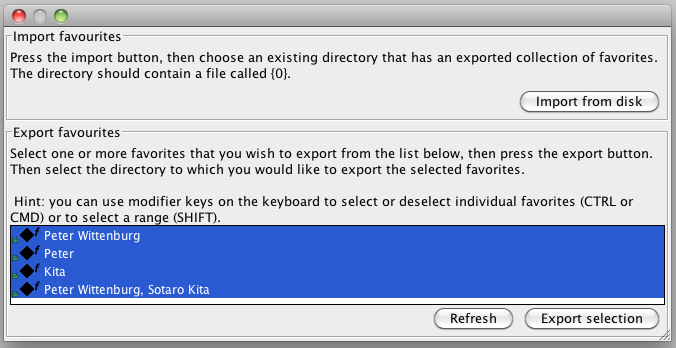 Import favourites
Press the import button, then choose an existing directory that has an exported collection of favorites.
The directory should contain a file called {0}.
Import from disk
Export favourites
Select one or more favorites that you wish to export from the list below, then press the export button.
Then select the directory to which you would like to export the selected favorites.
Hint: you can use modifier keys on the keyboard to select or deselect individual favorites (CTRL or
CMD) or to select a range (SHIFT).
f Peter Wittenburg
f Peter
f Kita
f Peter Wittenburg, Sotaro Kita
Refresh
Export selection